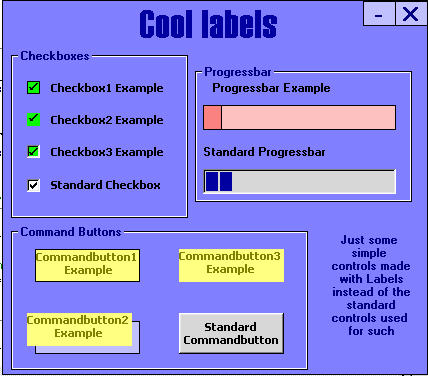 Cool labels
Checkboxes
Checkbox1 Example
Checkbox2 Example
Checkbox3 Example
Standard Checkbox
Progressbar
Progressbar Example
Standard Progressbar
Command Buttons
Commandbutton1
Example
Commandbutton3
Example
Commandbutton2
Example
Standard
Commandbutton
Just some
simple
controls made
with Labels
instead of the
standard
controls used
for such